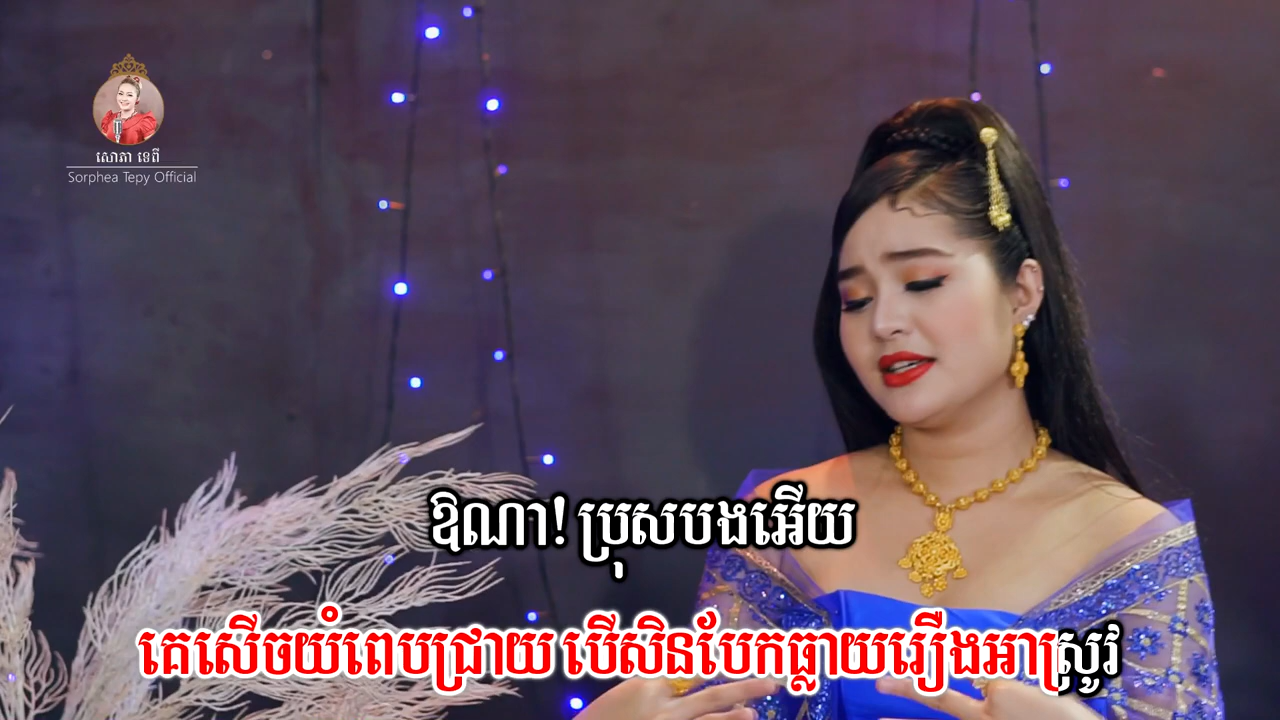 សោភា ទេពី
Sorphea Tepy Official
ឱណា! ប្រុសបងអើយ
គេសើចយំពេបជ្រាយ បើសិនបែកធ្លាយរឿងអាស្រូវ